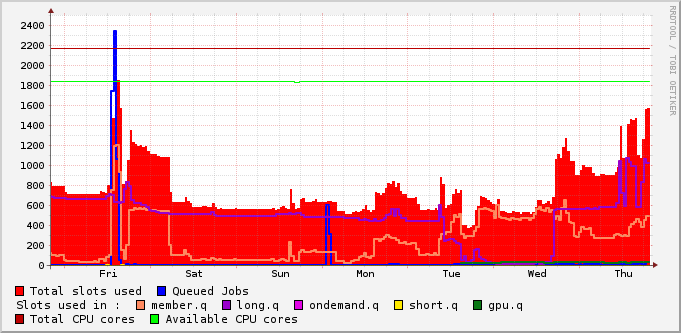 RRDTOOL / TOBI OETIKER
2400
2200
2000
1800
1600
1400
1200
1000
800
600
400
200
0
Fri Sat Sun Mon Tue Wed Thu
Total slots used Queued Jobs
Slots used in : member.q long.q ondemand.q short.q gpu.q
Total CPU cores Available CPU cores